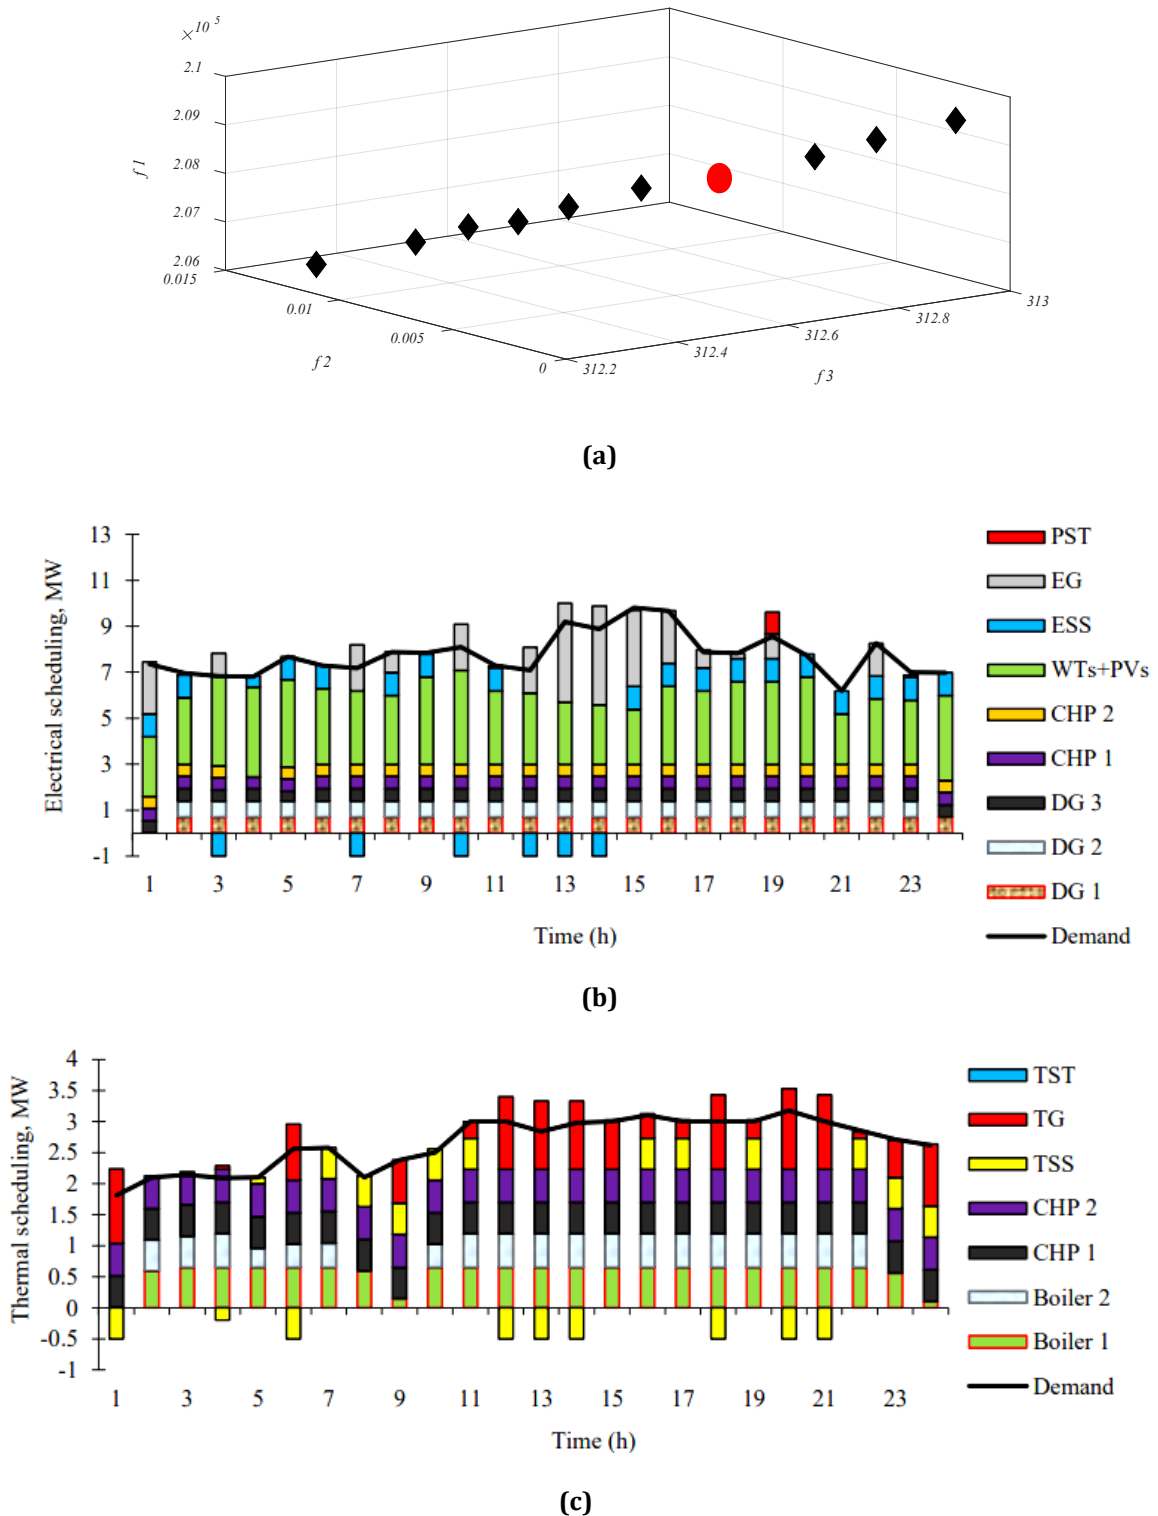 ×10 5
2.1
2.09
2.08
2.07
2.06
f 1
0.015
0.01
0.005
0
f 2
312.2
312.4
312.6
312.8
313
f 3
(a)
13
11
9
7
5
3
1
-1
Electrical scheduling, MW
1 3 5 7 9 11 13 15 17 19 21 23
Time (h)
PST
EG
ESS
WTs+PVs
CHP 2
CHP 1
DG 3
DG 2
DG 1
Demand
(b)
4
3.5
3
2.5
2
1.5
1
0.5
0
-0.5
-1
Thermal scheduling, MW
1 3 5 7 9 11 13 15 17 19 21 23
Time (h)
TST
TG
TSS
CHP 2
CHP 1
Boiler 2
Boiler 1
Demand
(c)